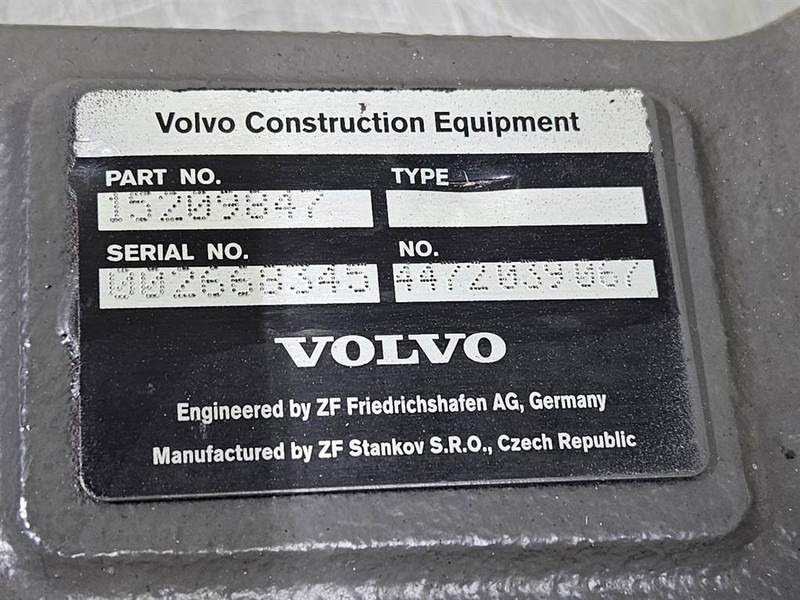 Volvo Construction Equipment
PART NO. TYPE
15209847
SERIAL NO. NO.
4472039067
VOLVO
Engineered by ZF Friedrichshafen AG, Germany
Manufactured by ZF Stankov S.R.O., Czech Republic